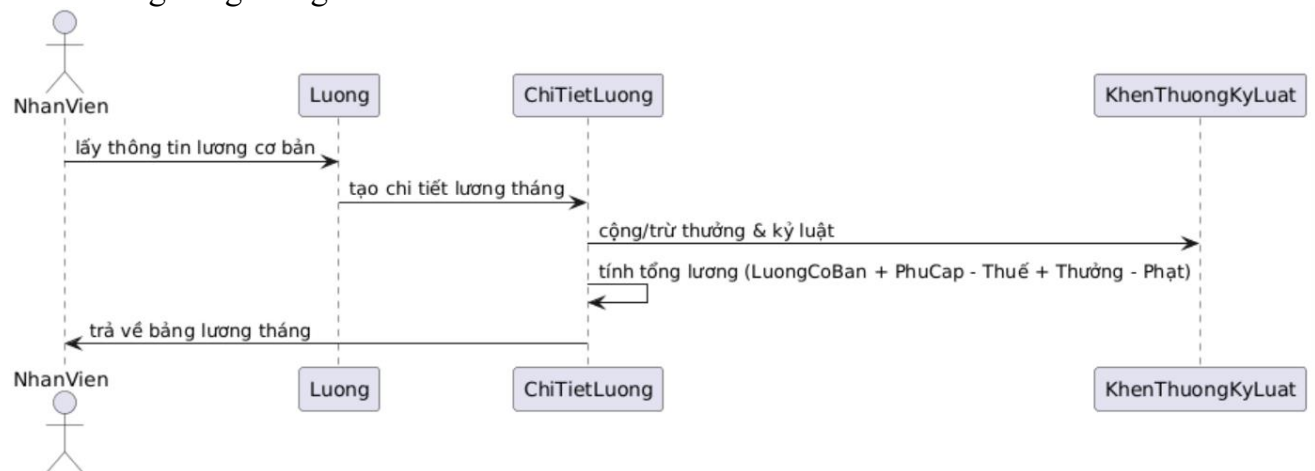 NhanVien
Luong
ChiTietLuong
KhenThuongKyLuat
lấy thông tin lương cơ bản
tạo chi tiết lương tháng
cộng/trừ thưởng & kỷ luật
tính tổng lương (LuongCoBan + PhuCap - Thuế + Thưởng - Phạt)
trả về bảng lương tháng
NhanVien
Luong
ChiTietLuong
KhenThuongKyLuat